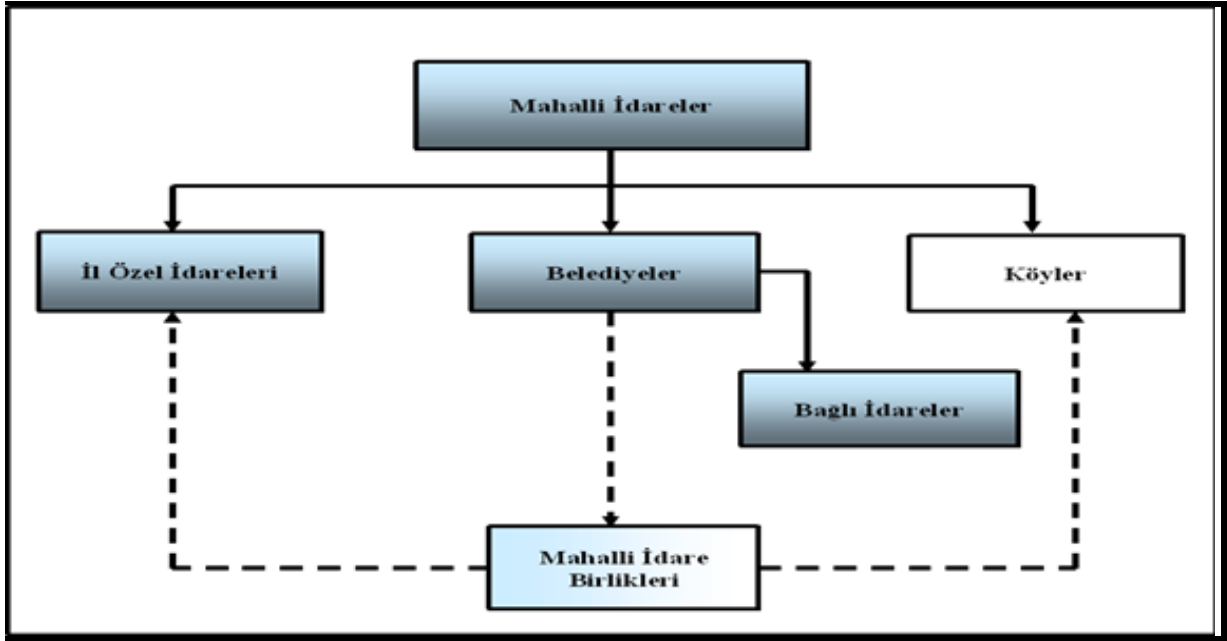 Mahalli İdareler
İl Özel İdareleri
Belediyeler
Köyler
Bağlı İdareler
Mahalli İdare
Birlikleri